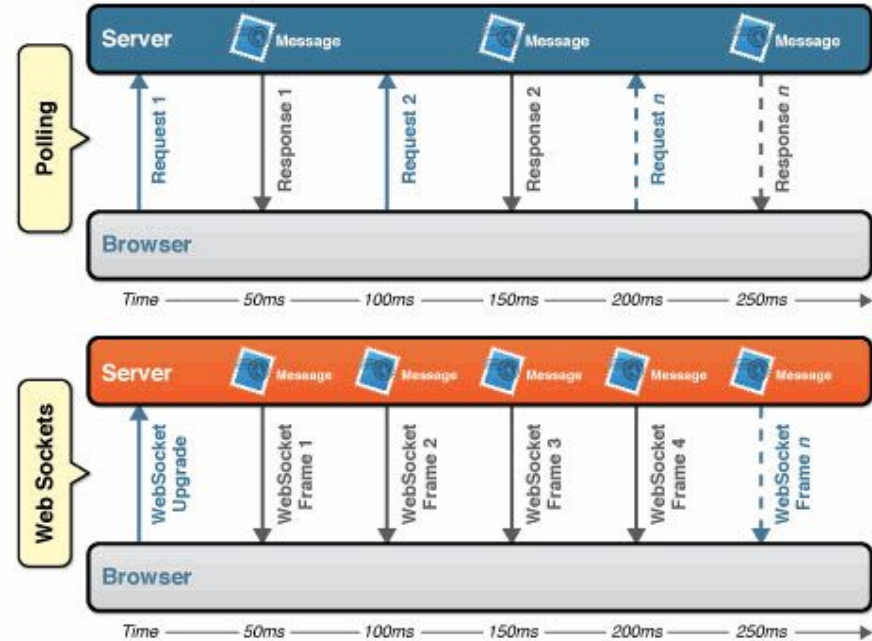 Polling
Server
Message
Message
Message
Request 1
Response 1
Request 2
Response 2
Request n
Response n
Browser
Time
50ms
100ms
150ms
200ms
250ms
Web Sockets
Server
Message
Message
Message
Message
Message
WebSocket
Upgrade
WebSocket
Frame 1
WebSocket
Frame 2
WebSocket
Frame 3
WebSocket
Frame 4
WebSocket
Frame n
Browser
Time
50ms
100ms
150ms
200ms
250ms